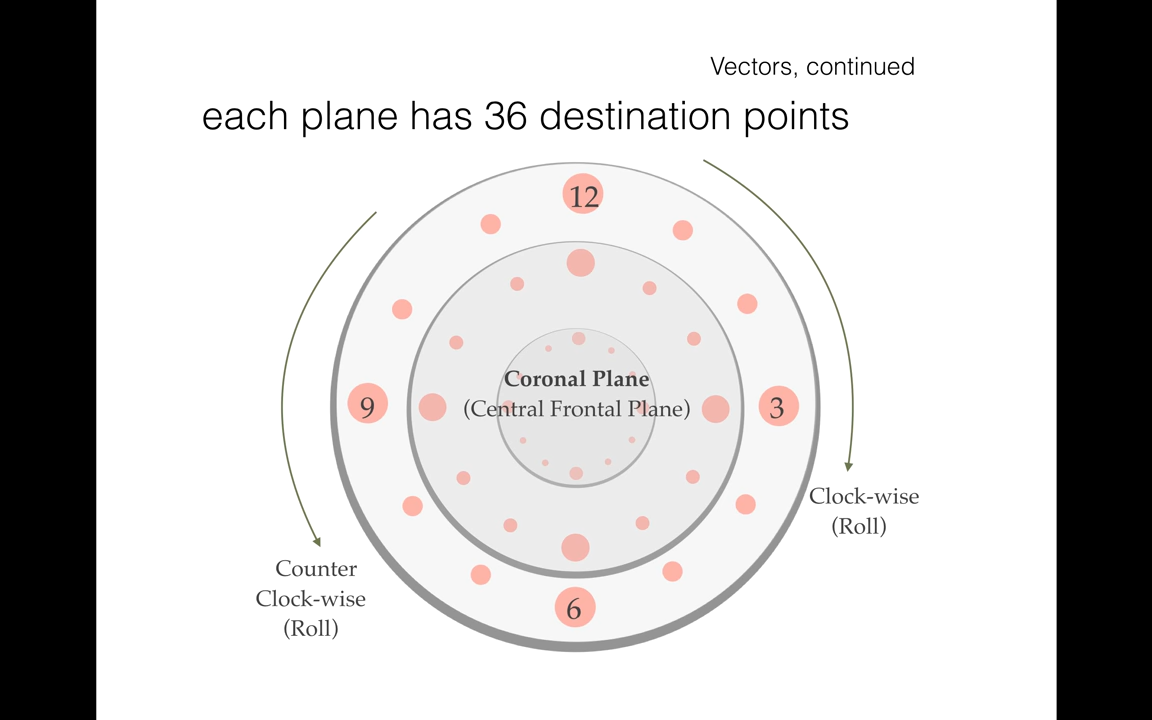 Vectors, continued
each plane has 36 destination points
12
Coronal Plane
(Central Frontal Plane)
9
3
6
Clock-wise
(Roll)
Counter
Clock-wise
(Roll)